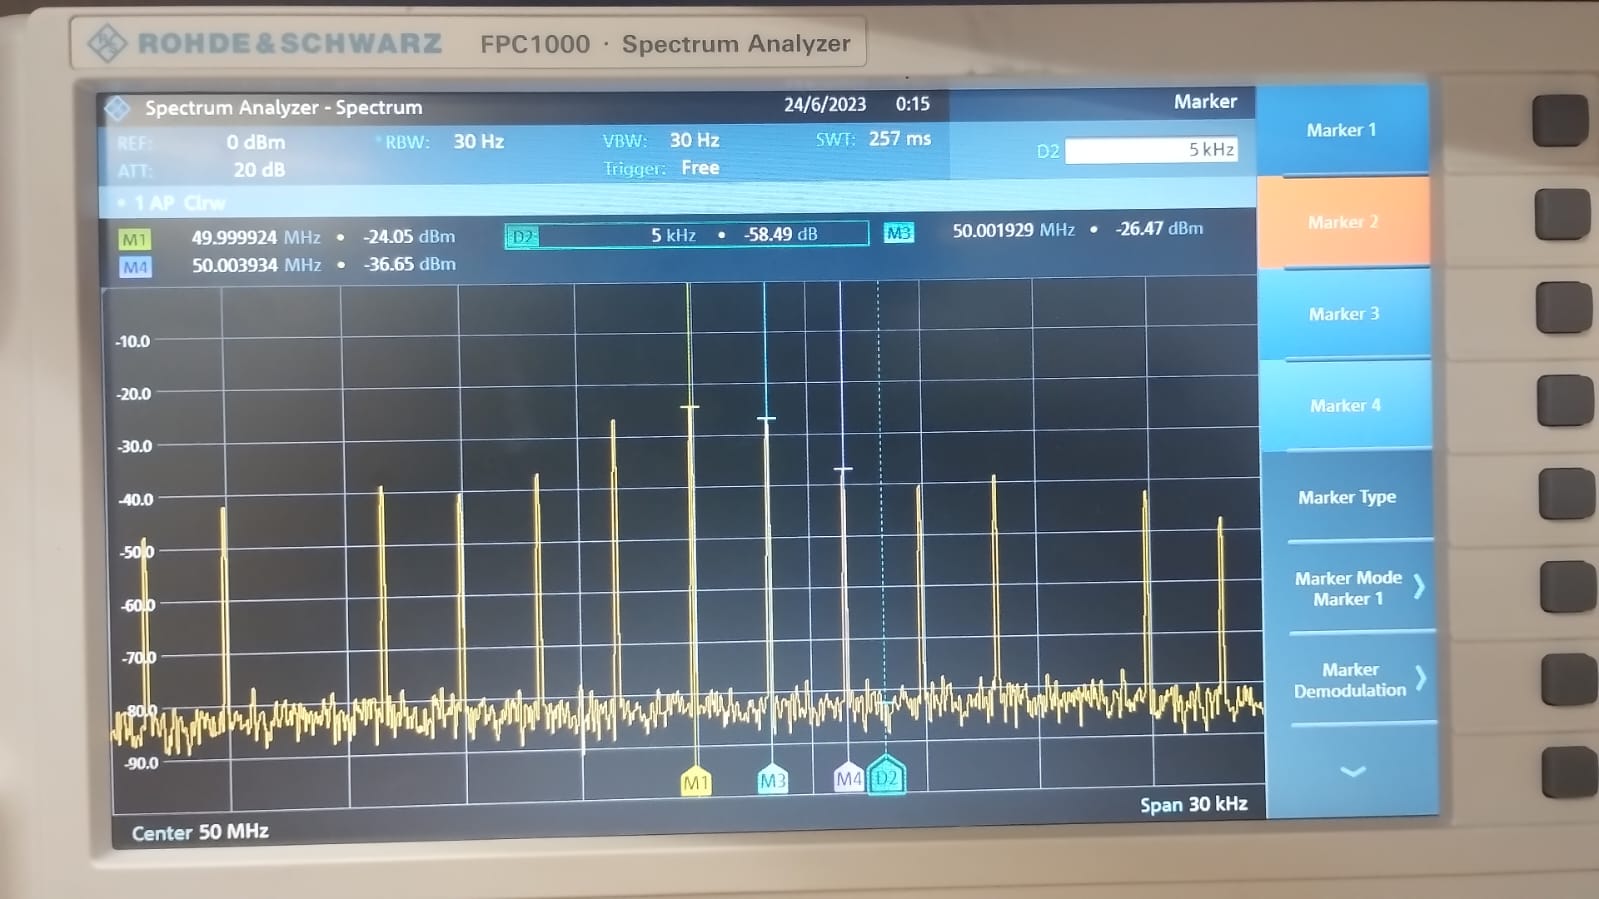 ROHDE & SCHWARZ FPC1000 · Spectrum Analyzer
Spectrum Analyzer - Spectrum 24/6/2023 0:15 Marker
REF: 0 dBm RBW: 30 Hz VBW: 30 Hz SWT: 257 ms D2 5 kHz
ATT: 20 dB Trigger: Free
1 AP Clrw
M1 49.999924 MHz • -24.05 dBm D2 5 kHz • -58.49 dB M3 50.001929 MHz • -26.47 dBm
M4 50.003934 MHz • -36.65 dBm
-10.0
-20.0
-30.0
-40.0
-50.0
-60.0
-70.0
-80.0
-90.0
M1 M3 M4 D2
Center 50 MHz Span 30 kHz
Marker 1
Marker 2
Marker 3
Marker 4
Marker Type
Marker Mode
Marker 1
Marker
Demodulation